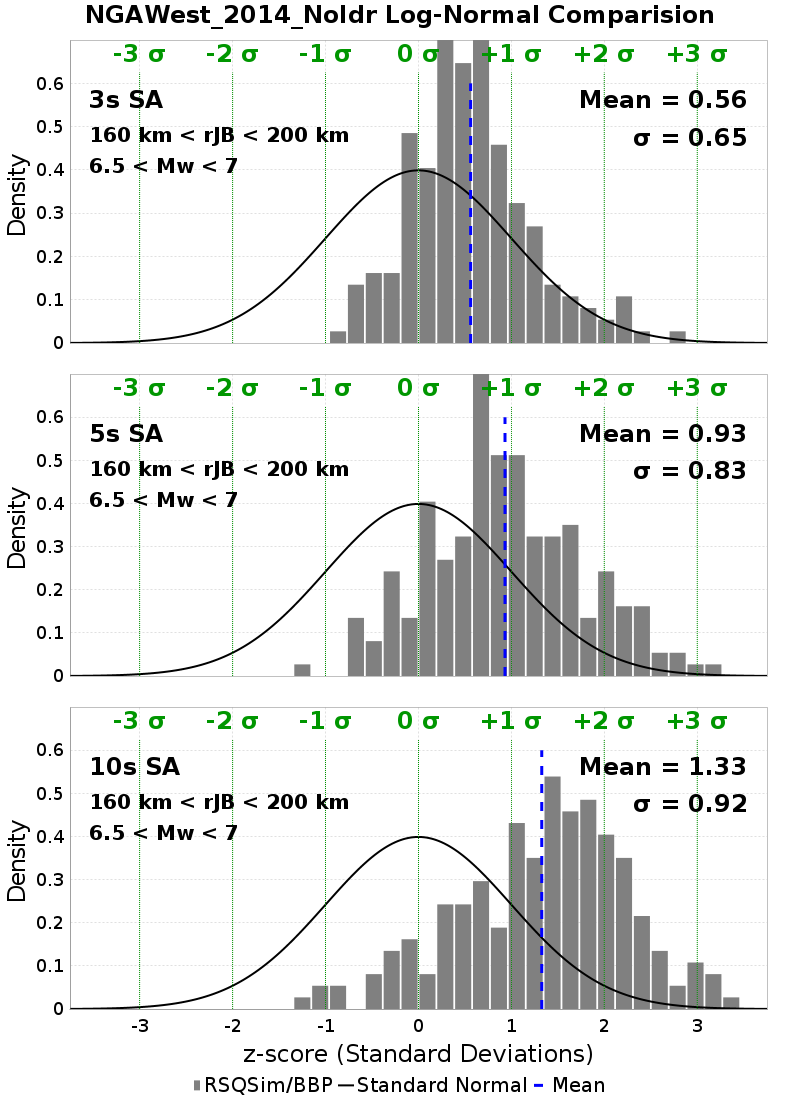 NGAWest_2014_NoIdr Log-Normal Comparision
-3 σ -2 σ -1 σ 0 σ +1 σ +2 σ +3 σ
3s SA
Mean = 0.56
160 km < rJB < 200 km
σ = 0.65
6.5 < Mw < 7
Density
0.6
0.5
0.4
0.3
0.2
0.1
0
-3 σ -2 σ -1 σ 0 σ +1 σ +2 σ +3 σ
5s SA
Mean = 0.93
160 km < rJB < 200 km
σ = 0.83
6.5 < Mw < 7
Density
0.6
0.5
0.4
0.3
0.2
0.1
0
-3 σ -2 σ -1 σ 0 σ +1 σ +2 σ +3 σ
10s SA
Mean = 1.33
160 km < rJB < 200 km
σ = 0.92
6.5 < Mw < 7
Density
0.6
0.5
0.4
0.3
0.2
0.1
0
-3 -2 -1 0 1 2 3
z-score (Standard Deviations)
RSQSim/BBP Standard Normal Mean